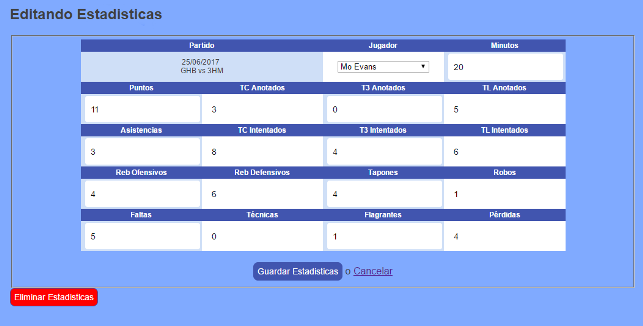 Editando Estadisticas
Partido Jugador Minutos
25/06/2017
GHB vs 3HM
Mo Evans
20
Puntos TC Anotados T3 Anotados TL Anotados
11 3 0 5
Asistencias TC Intentados T3 Intentados TL Intentados
3 8 4 6
Reb Ofensivos Reb Defensivos Tapones Robos
4 6 4 1
Faltas Técnicas Flagrantes Pérdidas
5 0 1 4
Guardar Estadisticas o Cancelar
Eliminar Estadisticas